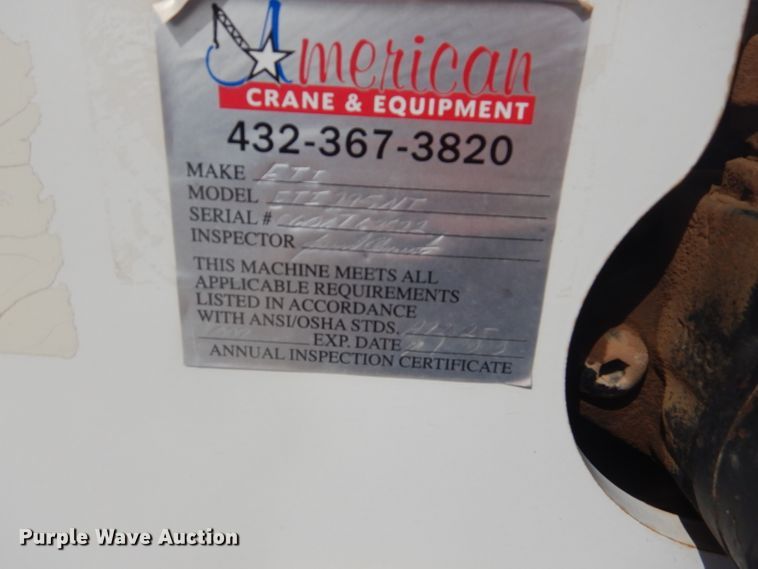 American
CRANE & EQUIPMENT
432-367-3820
MAKE ETI
MODEL
SERIAL #
INSPECTOR
THIS MACHINE MEETS ALL
APPLICABLE REQUIREMENTS
LISTED IN ACCORDANCE
WITH ANSI/OSHA STDS.
EXP. DATE
ANNUAL INSPECTION CERTIFICATE
Purple Wave Auction